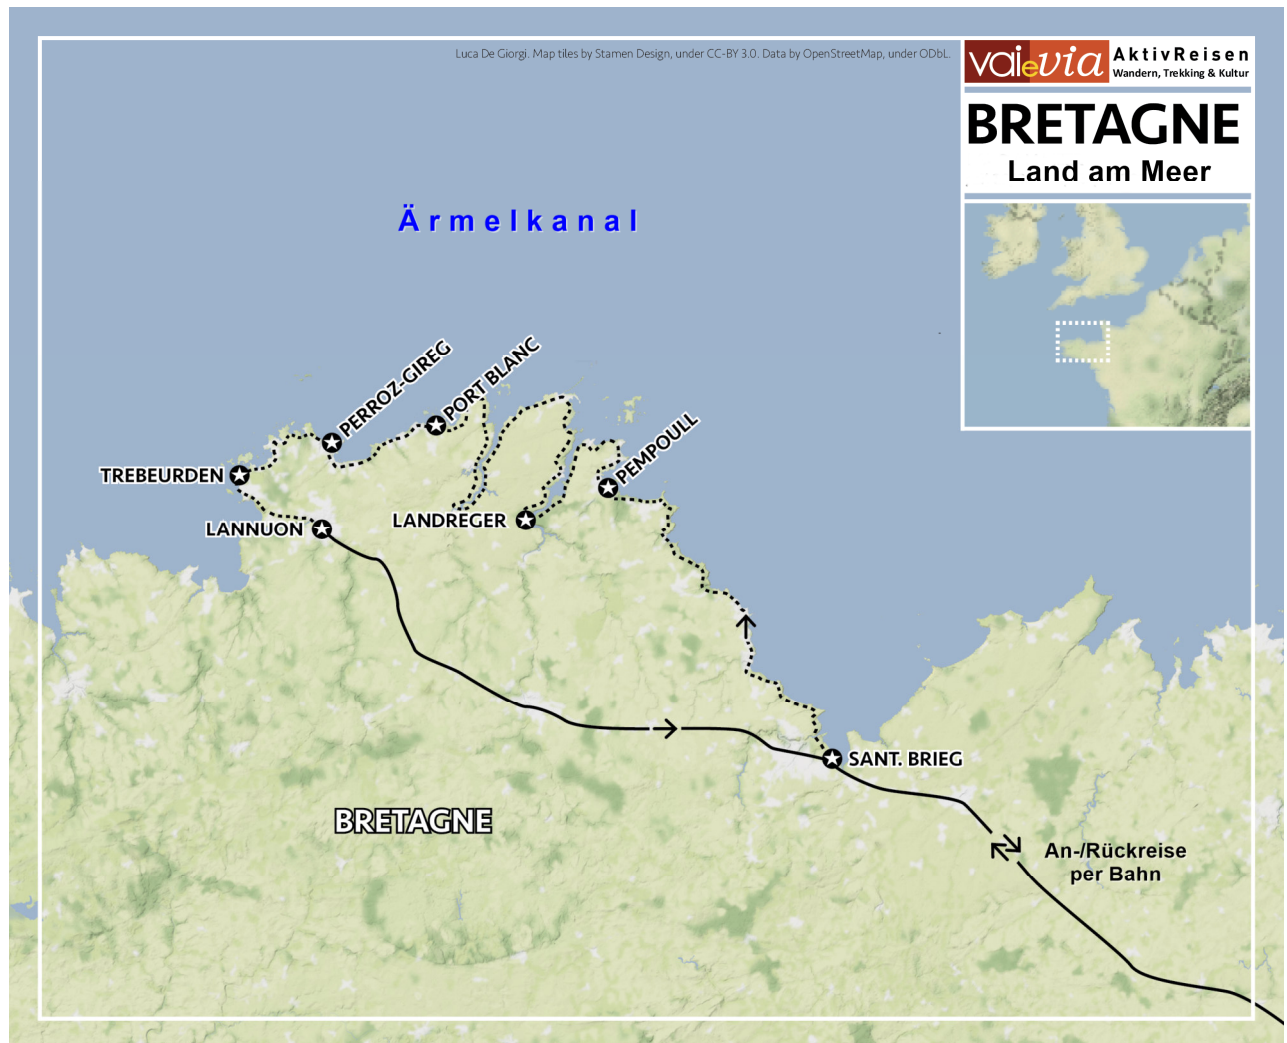 Luca De Giorgi. Map tiles by Stamen Design, under CC-BY 3.0. Data by OpenStreetMap, under ODbL.
vaievia AktivReisen
Wandern, Trekking & Kultur
BRETAGNE
Land am Meer
Ärmelkanal
PERROZ-GIREG
PORT BLANC
TREBEURDEN
PEMPOULL
LANNUON
LANDREGER
SANT. BRIEG
BRETAGNE
An-/Rückreise
per Bahn